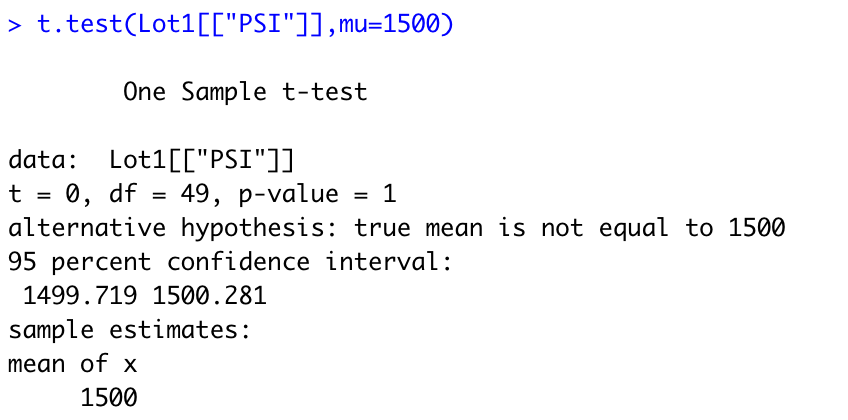 > t.test(Lot1[["PSI"]],mu=1500)
One Sample t-test
data:  Lot1[["PSI"]]
t = 0, df = 49, p-value = 1
alternative hypothesis: true mean is not equal to 1500
95 percent confidence interval:
 1499.719 1500.281
sample estimates:
mean of x
     1500